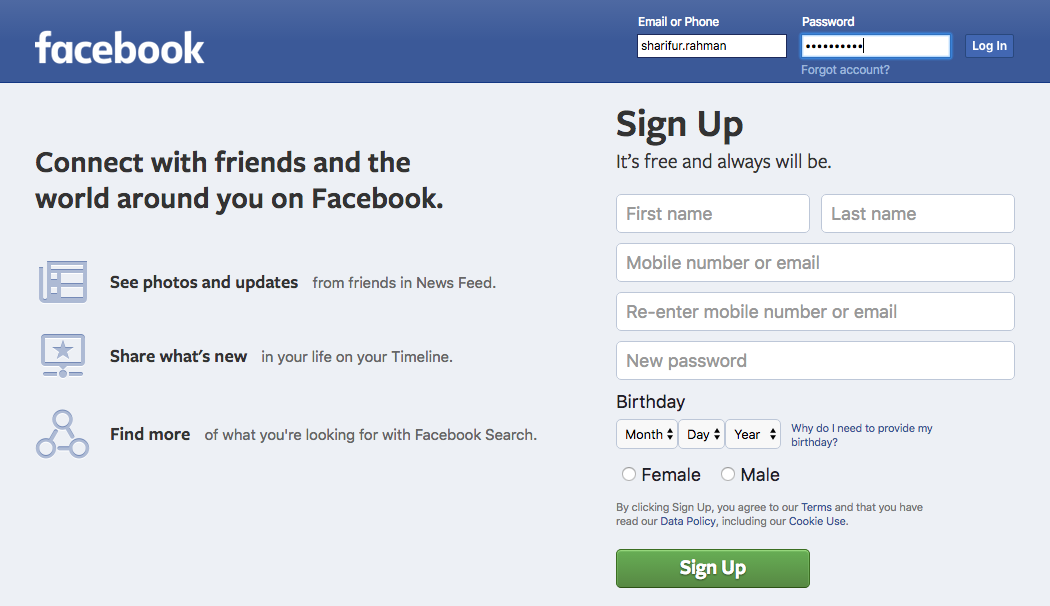 facebook
Email or Phone
Password
sharifur.rahman
••••••••••
Log In
Forgot account?
Connect with friends and the
world around you on Facebook.
See photos and updates from friends in News Feed.
Share what's new in your life on your Timeline.
Find more of what you're looking for with Facebook Search.
Sign Up
It's free and always will be.
First name
Last name
Mobile number or email
Re-enter mobile number or email
New password
Birthday
Month Day Year
Why do I need to provide my
birthday?
Female Male
By clicking Sign Up, you agree to our Terms and that you have
read our Data Policy, including our Cookie Use.
Sign Up